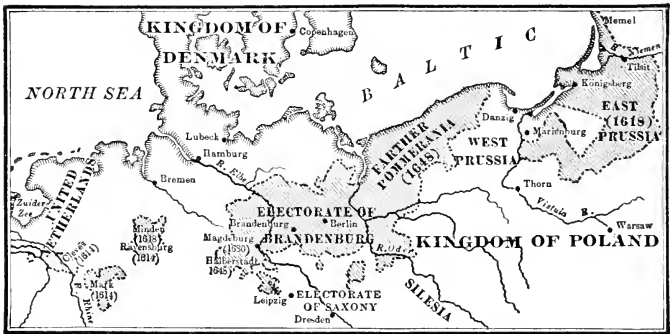 KINGDOM OF
DENMARK
Copenhagen
NORTH SEA
BALTIC
Memel
R. Niemen
Tilsit
Königsberg
EAST
(1618)
PRUSSIA
Danzig
Marienburg
WEST
PRUSSIA
FARTHER
POMMERANIA
(1648)
Thorn
Vistula R.
Warsaw
KINGDOM OF POLAND
Lubeck
Hamburg
R. Elbe
Bremen
UNITED
NETHERLANDS
Zuider
Zee
Cleves
(1614)
Mark
(1614)
R. Rhine
Minden
(1648)
Ravensburg
(1614)
ELECTORATE OF
BRANDENBURG
Brandenburg
Berlin
Magdeburg
(1680)
Halberstadt
R. Oder
SILESIA
Leipzig
ELECTORATE
OF SAXONY
Dresden